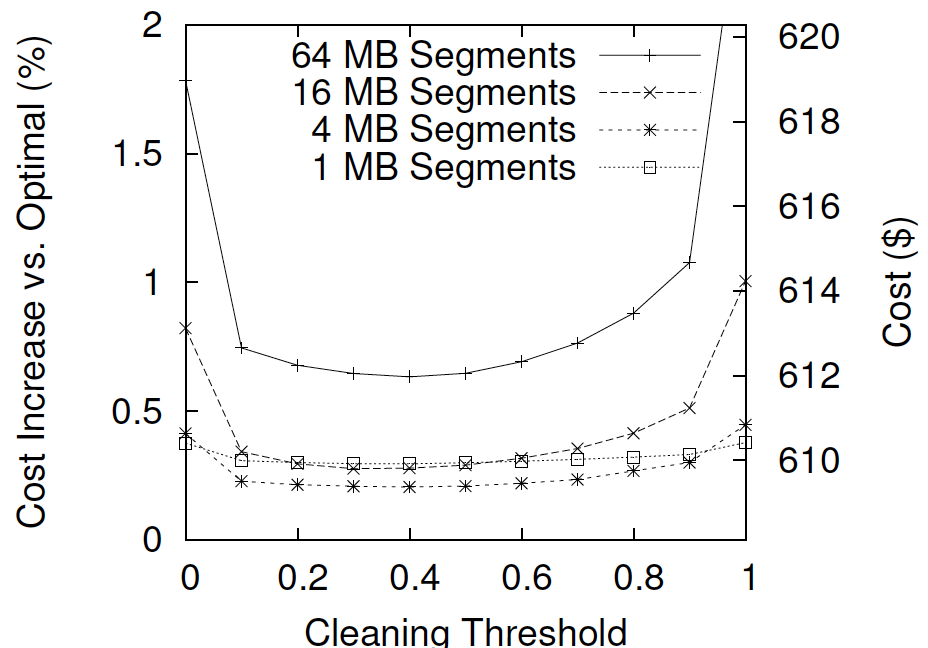 Cost Increase vs. Optimal (%)
2
1.5
1
0.5
0
64 MB Segments
16 MB Segments
4 MB Segments
1 MB Segments
620
618
616
614
612
610
Cost ($)
0 0.2 0.4 0.6 0.8 1
Cleaning Threshold